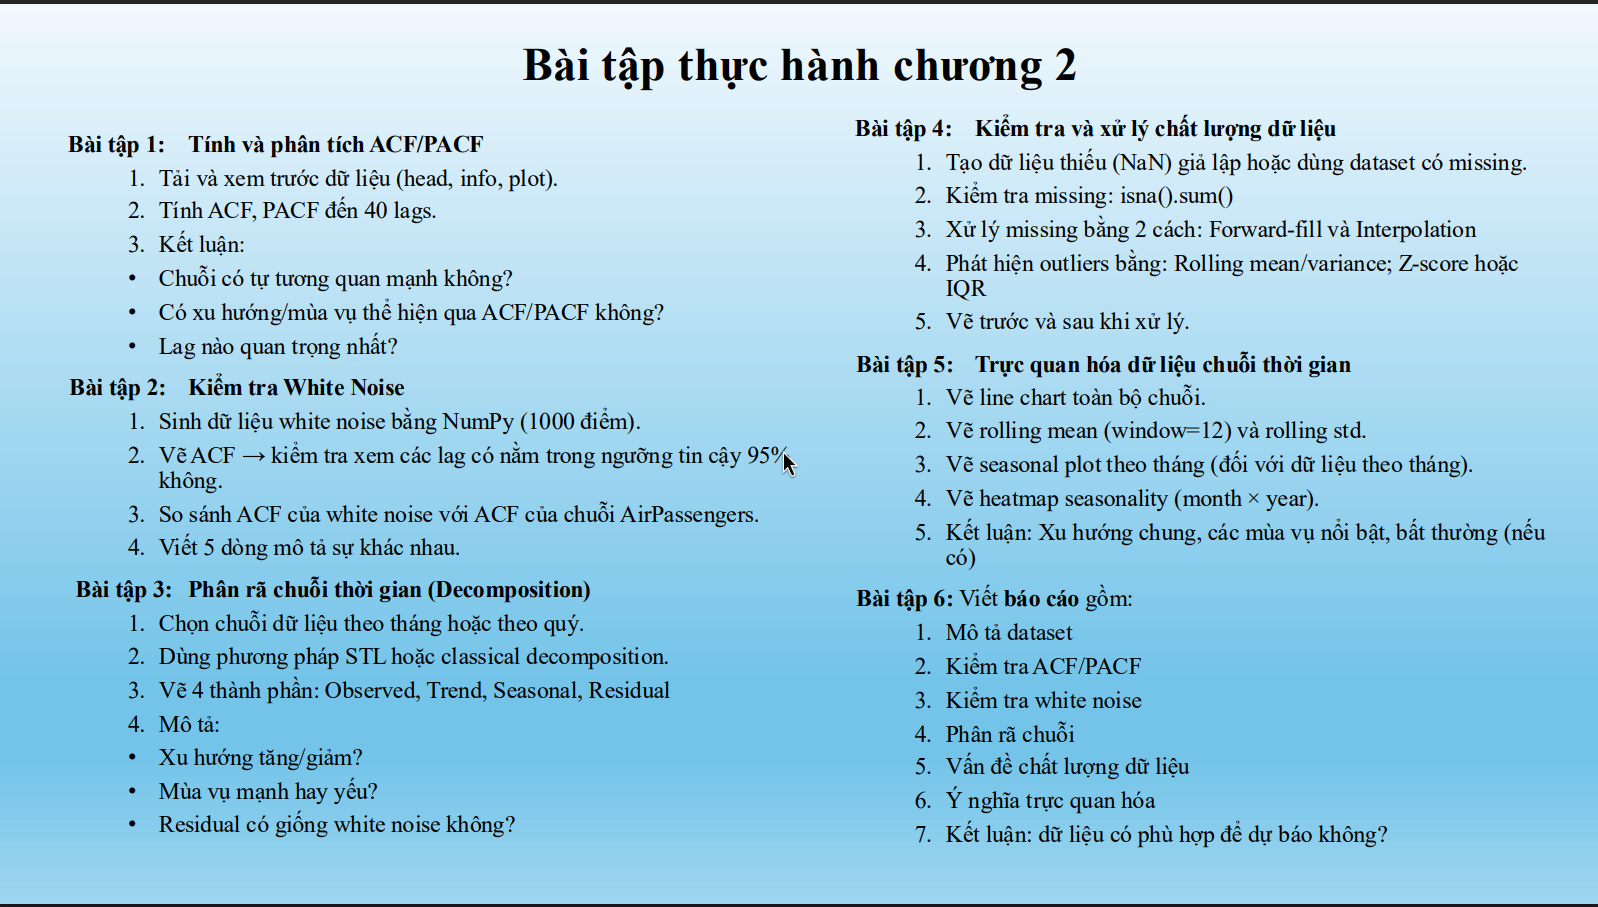 Bài tập thực hành chương 2
Bài tập 1: Tính và phân tích ACF/PACF
1. Tải và xem trước dữ liệu (head, info, plot).
2. Tính ACF, PACF đến 40 lags.
3. Kết luận:
• Chuỗi có tự tương quan mạnh không?
• Có xu hướng/mùa vụ thể hiện qua ACF/PACF không?
• Lag nào quan trọng nhất?
Bài tập 2: Kiểm tra White Noise
1. Sinh dữ liệu white noise bằng NumPy (1000 điểm).
2. Vẽ ACF → kiểm tra xem các lag có nằm trong ngưỡng tin cậy 95%
không.
3. So sánh ACF của white noise với ACF của chuỗi AirPassengers.
4. Viết 5 dòng mô tả sự khác nhau.
Bài tập 3: Phân rã chuỗi thời gian (Decomposition)
1. Chọn chuỗi dữ liệu theo tháng hoặc theo quý.
2. Dùng phương pháp STL hoặc classical decomposition.
3. Vẽ 4 thành phần: Observed, Trend, Seasonal, Residual
4. Mô tả:
• Xu hướng tăng/giảm?
• Mùa vụ mạnh hay yếu?
• Residual có giống white noise không?
Bài tập 4: Kiểm tra và xử lý chất lượng dữ liệu
1. Tạo dữ liệu thiếu (NaN) giả lập hoặc dùng dataset có missing.
2. Kiểm tra missing: isna().sum()
3. Xử lý missing bằng 2 cách: Forward-fill và Interpolation
4. Phát hiện outliers bằng: Rolling mean/variance; Z-score hoặc
IQR
5. Vẽ trước và sau khi xử lý.
Bài tập 5: Trực quan hóa dữ liệu chuỗi thời gian
1. Vẽ line chart toàn bộ chuỗi.
2. Vẽ rolling mean (window=12) và rolling std.
3. Vẽ seasonal plot theo tháng (đối với dữ liệu theo tháng).
4. Vẽ heatmap seasonality (month × year).
5. Kết luận: Xu hướng chung, các mùa vụ nổi bật, bất thường (nếu
có)
Bài tập 6: Viết báo cáo gồm:
1. Mô tả dataset
2. Kiểm tra ACF/PACF
3. Kiểm tra white noise
4. Phân rã chuỗi
5. Vấn đề chất lượng dữ liệu
6. Ý nghĩa trực quan hóa
7. Kết luận: dữ liệu có phù hợp để dự báo không?